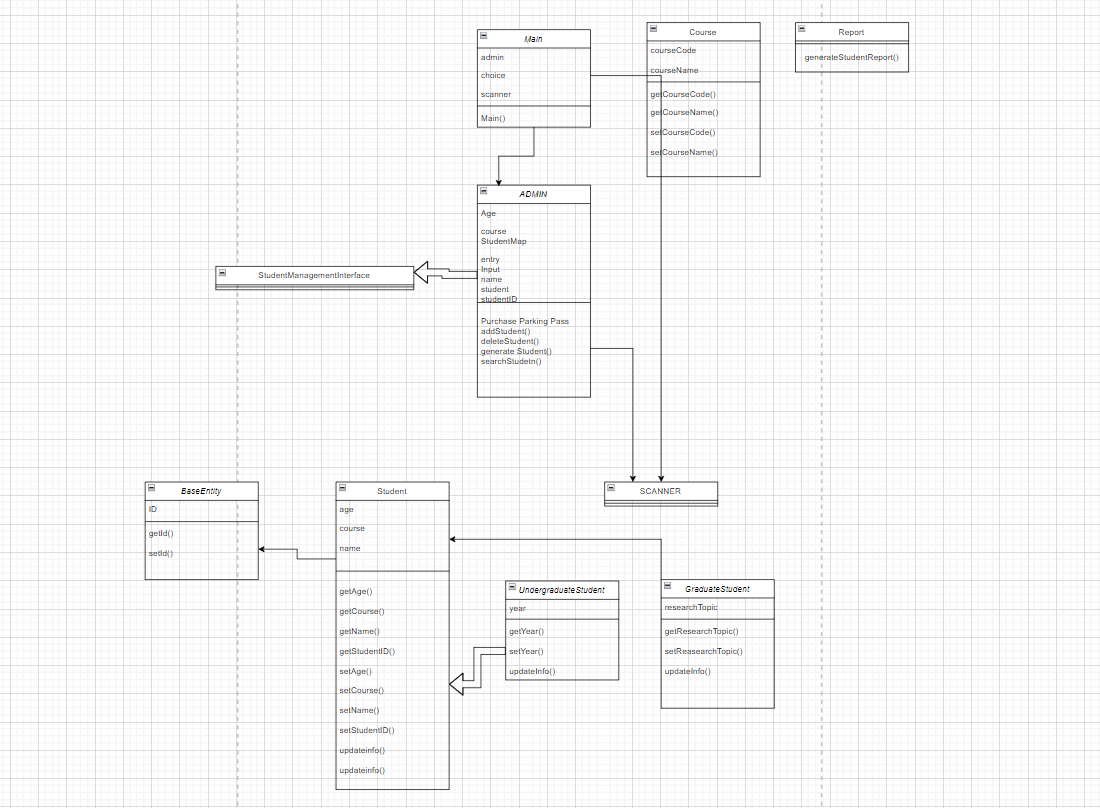 Main
admin
choice
scanner
Main()
Course
courseCode
courseName
getCourseCode()
getCourseName()
setCourseCode()
setCourseName()
Report
generateStudentReport()
ADMIN
Age
course
StudentMap
entry
Input
name
student
studentID
Purchase Parking Pass
addStudent()
deleteStudent()
generate Student()
searchStudetn()
StudentManagementInterface
BaseEntity
ID
getId()
setId()
Student
age
course
name
getAge()
getCourse()
getName()
getStudentID()
setAge()
setCourse()
setName()
setStudentID()
updateinfo()
updateinfo()
SCANNER
UndergraduateStudent
year
getYear()
setYear()
updateInfo()
GraduateStudent
researchTopic
getResearchTopic()
setReasearchTopic()
updateInfo()